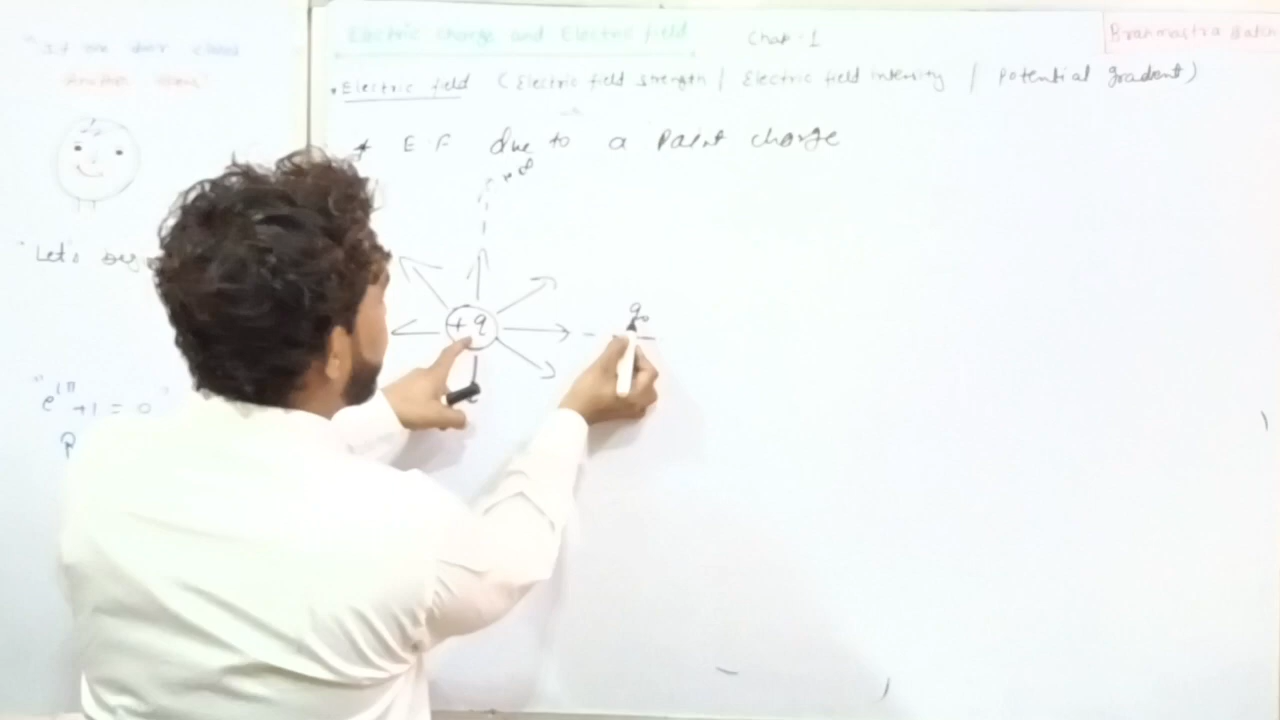 Electric charge and Electric field
Chap-1
Brahmastra Batch
• Electric field (Electric field strength / Electric field intensity / Potential gradient)
* E F due to a Point charge
+q
q₀
"Let's
"e^iπ + 1 = 0"